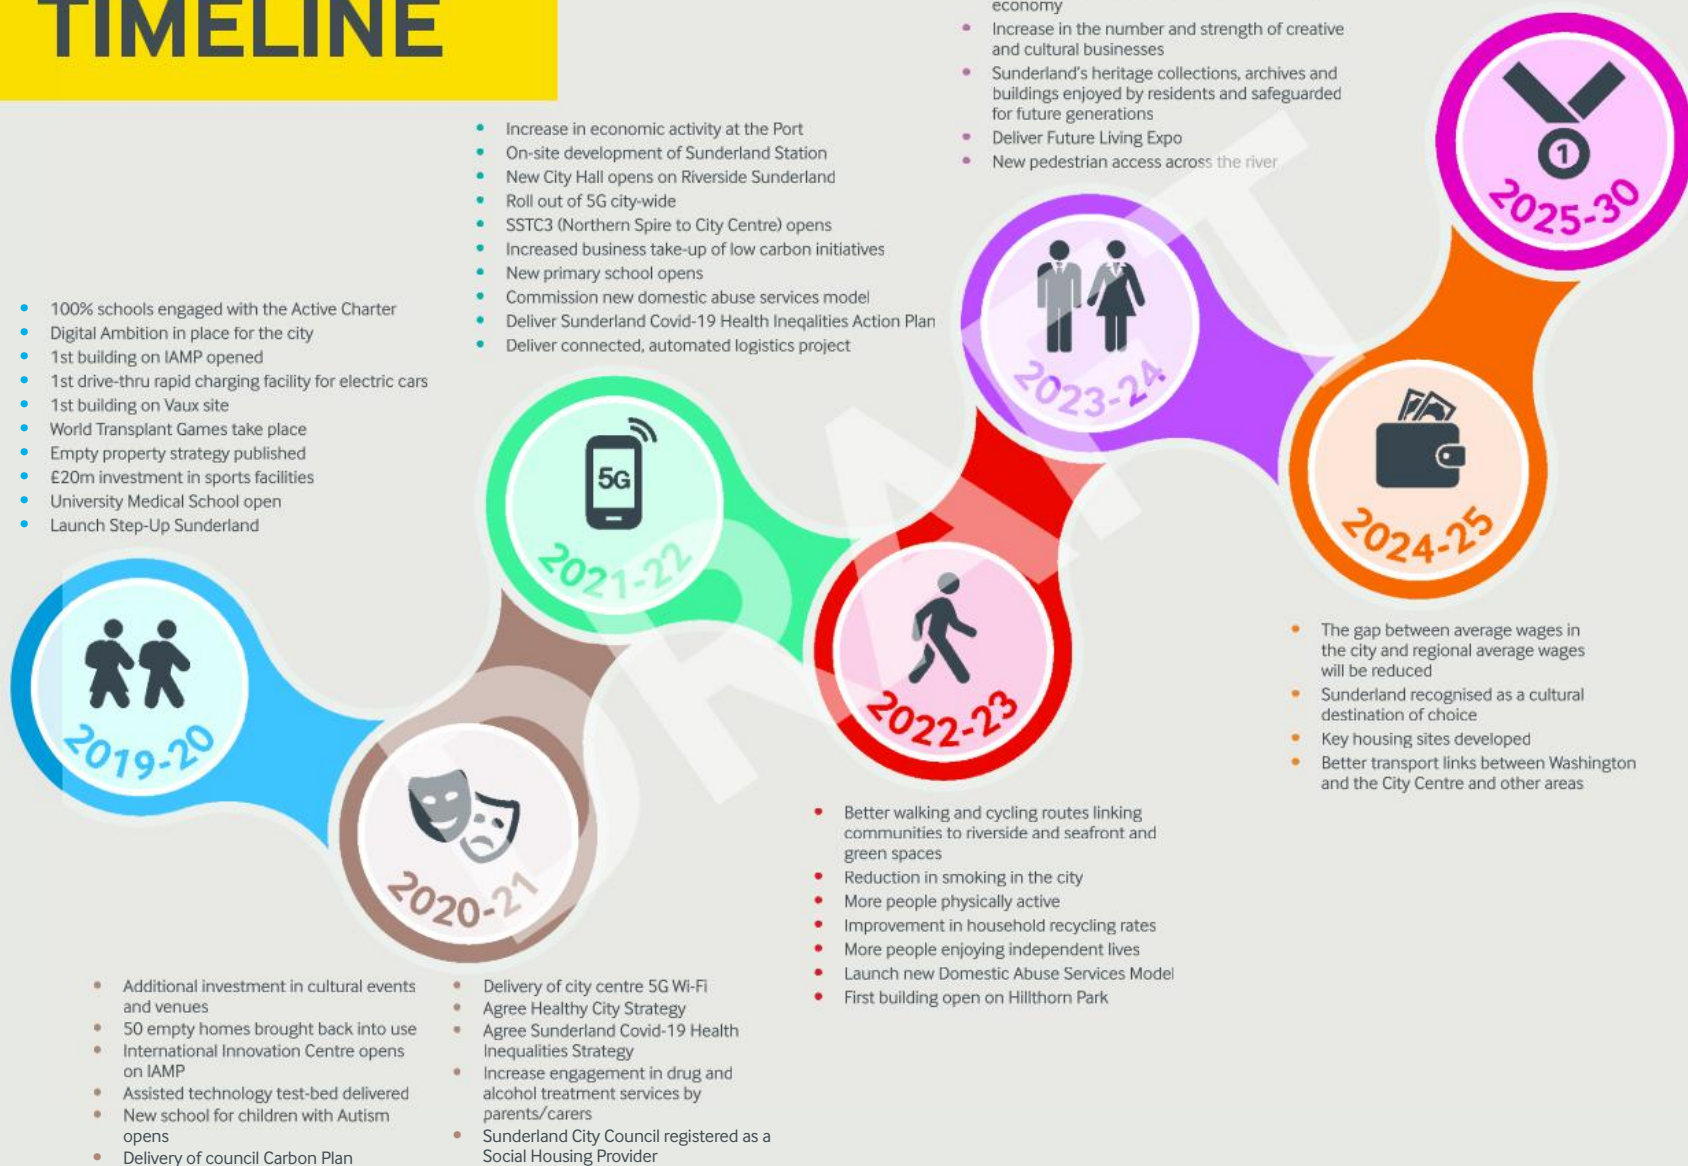 TIMELINE
100% schools engaged with the Active Charter
Digital Ambition in place for the city
1st building on IAMP opened
1st drive-thru rapid charging facility for electric cars
1st building on Vaux site
World Transplant Games take place
Empty property strategy published
£20m investment in sports facilities
University Medical School open
Launch Step-Up Sunderland
2019-20
Additional investment in cultural events
and venues
50 empty homes brought back into use
International Innovation Centre opens
on IAMP
Assisted technology test-bed delivered
New school for children with Autism
opens
Delivery of council Carbon Plan
Delivery of city centre 5G Wi-Fi
Agree Healthy City Strategy
Agree Sunderland Covid-19 Health
Inequalities Strategy
Increase engagement in drug and
alcohol treatment services by
parents/carers
Sunderland City Council registered as a
Social Housing Provider
2020-21
Increase in economic activity at the Port
On-site development of Sunderland Station
New City Hall opens on Riverside Sunderland
Roll out of 5G city-wide
SSTC3 (Northern Spire to City Centre) opens
Increased business take-up of low carbon initiatives
New primary school opens
Commission new domestic abuse services model
Deliver Sunderland Covid-19 Health Ineqalities Action Plan
Deliver connected, automated logistics project
5G
2021-22
2022-23
Better walking and cycling routes linking
communities to riverside and seafront and
green spaces
Reduction in smoking in the city
More people physically active
Improvement in household recycling rates
More people enjoying independent lives
Launch new Domestic Abuse Services Model
First building open on Hillthorn Park
economy
Increase in the number and strength of creative
and cultural businesses
Sunderland's heritage collections, archives and
buildings enjoyed by residents and safeguarded
for future generations
Deliver Future Living Expo
New pedestrian access across the river
2023-24
2024-25
The gap between average wages in
the city and regional average wages
will be reduced
Sunderland recognised as a cultural
destination of choice
Key housing sites developed
Better transport links between Washington
and the City Centre and other areas
1
2025-30
DRAFT